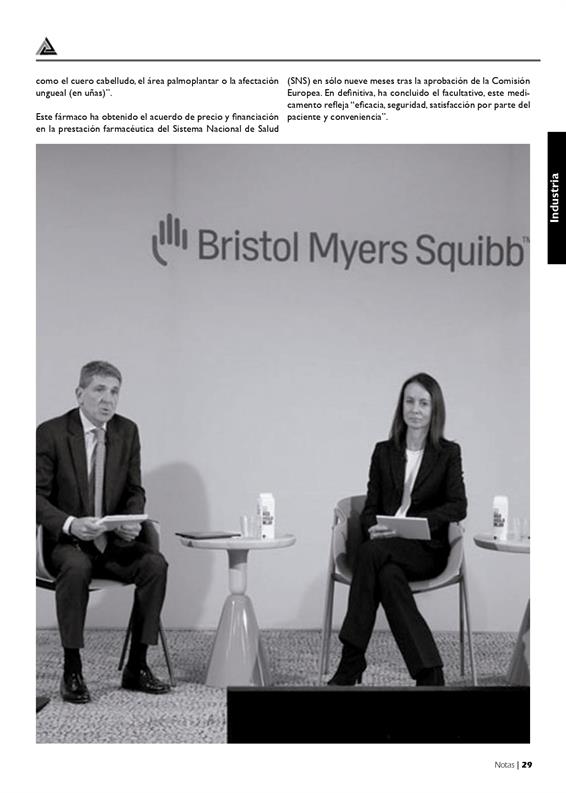 como el cuero cabelludo, el área palmoplantar o la afectación
ungueal (en uñas)”.
Este fármaco ha obtenido el acuerdo de precio y financiación
en la prestación farmacéutica del Sistema Nacional de Salud
(SNS) en sólo nueve meses tras la aprobación de la Comisión
Europea. En definitiva, ha concluido el facultativo, este medi-
camento refleja “eficacia, seguridad, satisfacción por parte del
paciente y conveniencia”.
Industria
Bristol Myers Squibb™
Notas | 29